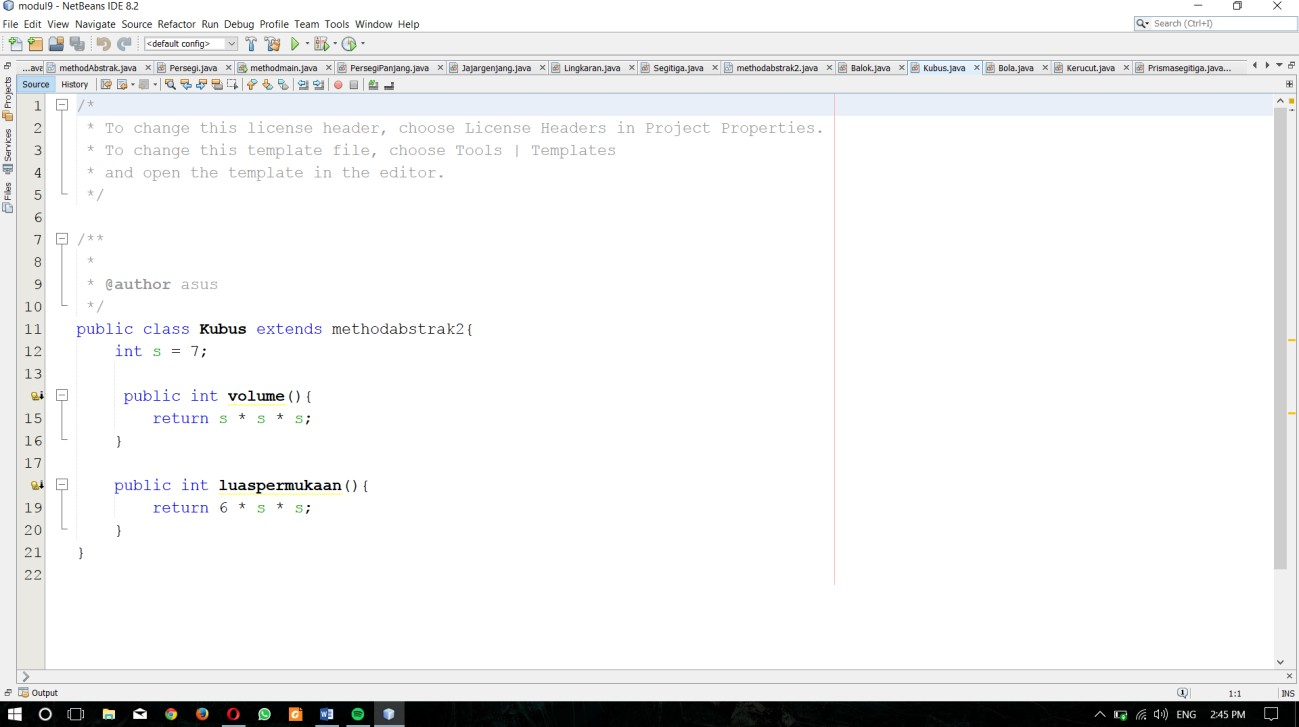 modul9 - NetBeans IDE 8.2
File Edit View Navigate Source Refactor Run Debug Profile Team Tools Window Help
Search (Ctrl+I)
<default config>
...ava methodAbstrak.java Persegi.java methodmain.java PersegiPanjang.java Jajargenjang.java Lingkaran.java Segitiga.java methodabstrak2.java Balok.java Kubus.java Bola.java Kerucut.java Prismasegitiga.java...
Source History
Projects
Services
Files
1 /*
2 * To change this license header, choose License Headers in Project Properties.
3 * To change this template file, choose Tools | Templates
4 * and open the template in the editor.
5 */
6
7 /**
8 *
9 * @author asus
10 */
11 public class Kubus extends methodabstrak2{
12 int s = 7;
13
public int volume(){
15 return s * s * s;
16 }
17
public int luaspermukaan(){
19 return 6 * s * s;
20 }
21 }
22
Output
1:1 INS
ENG 2:45 PM